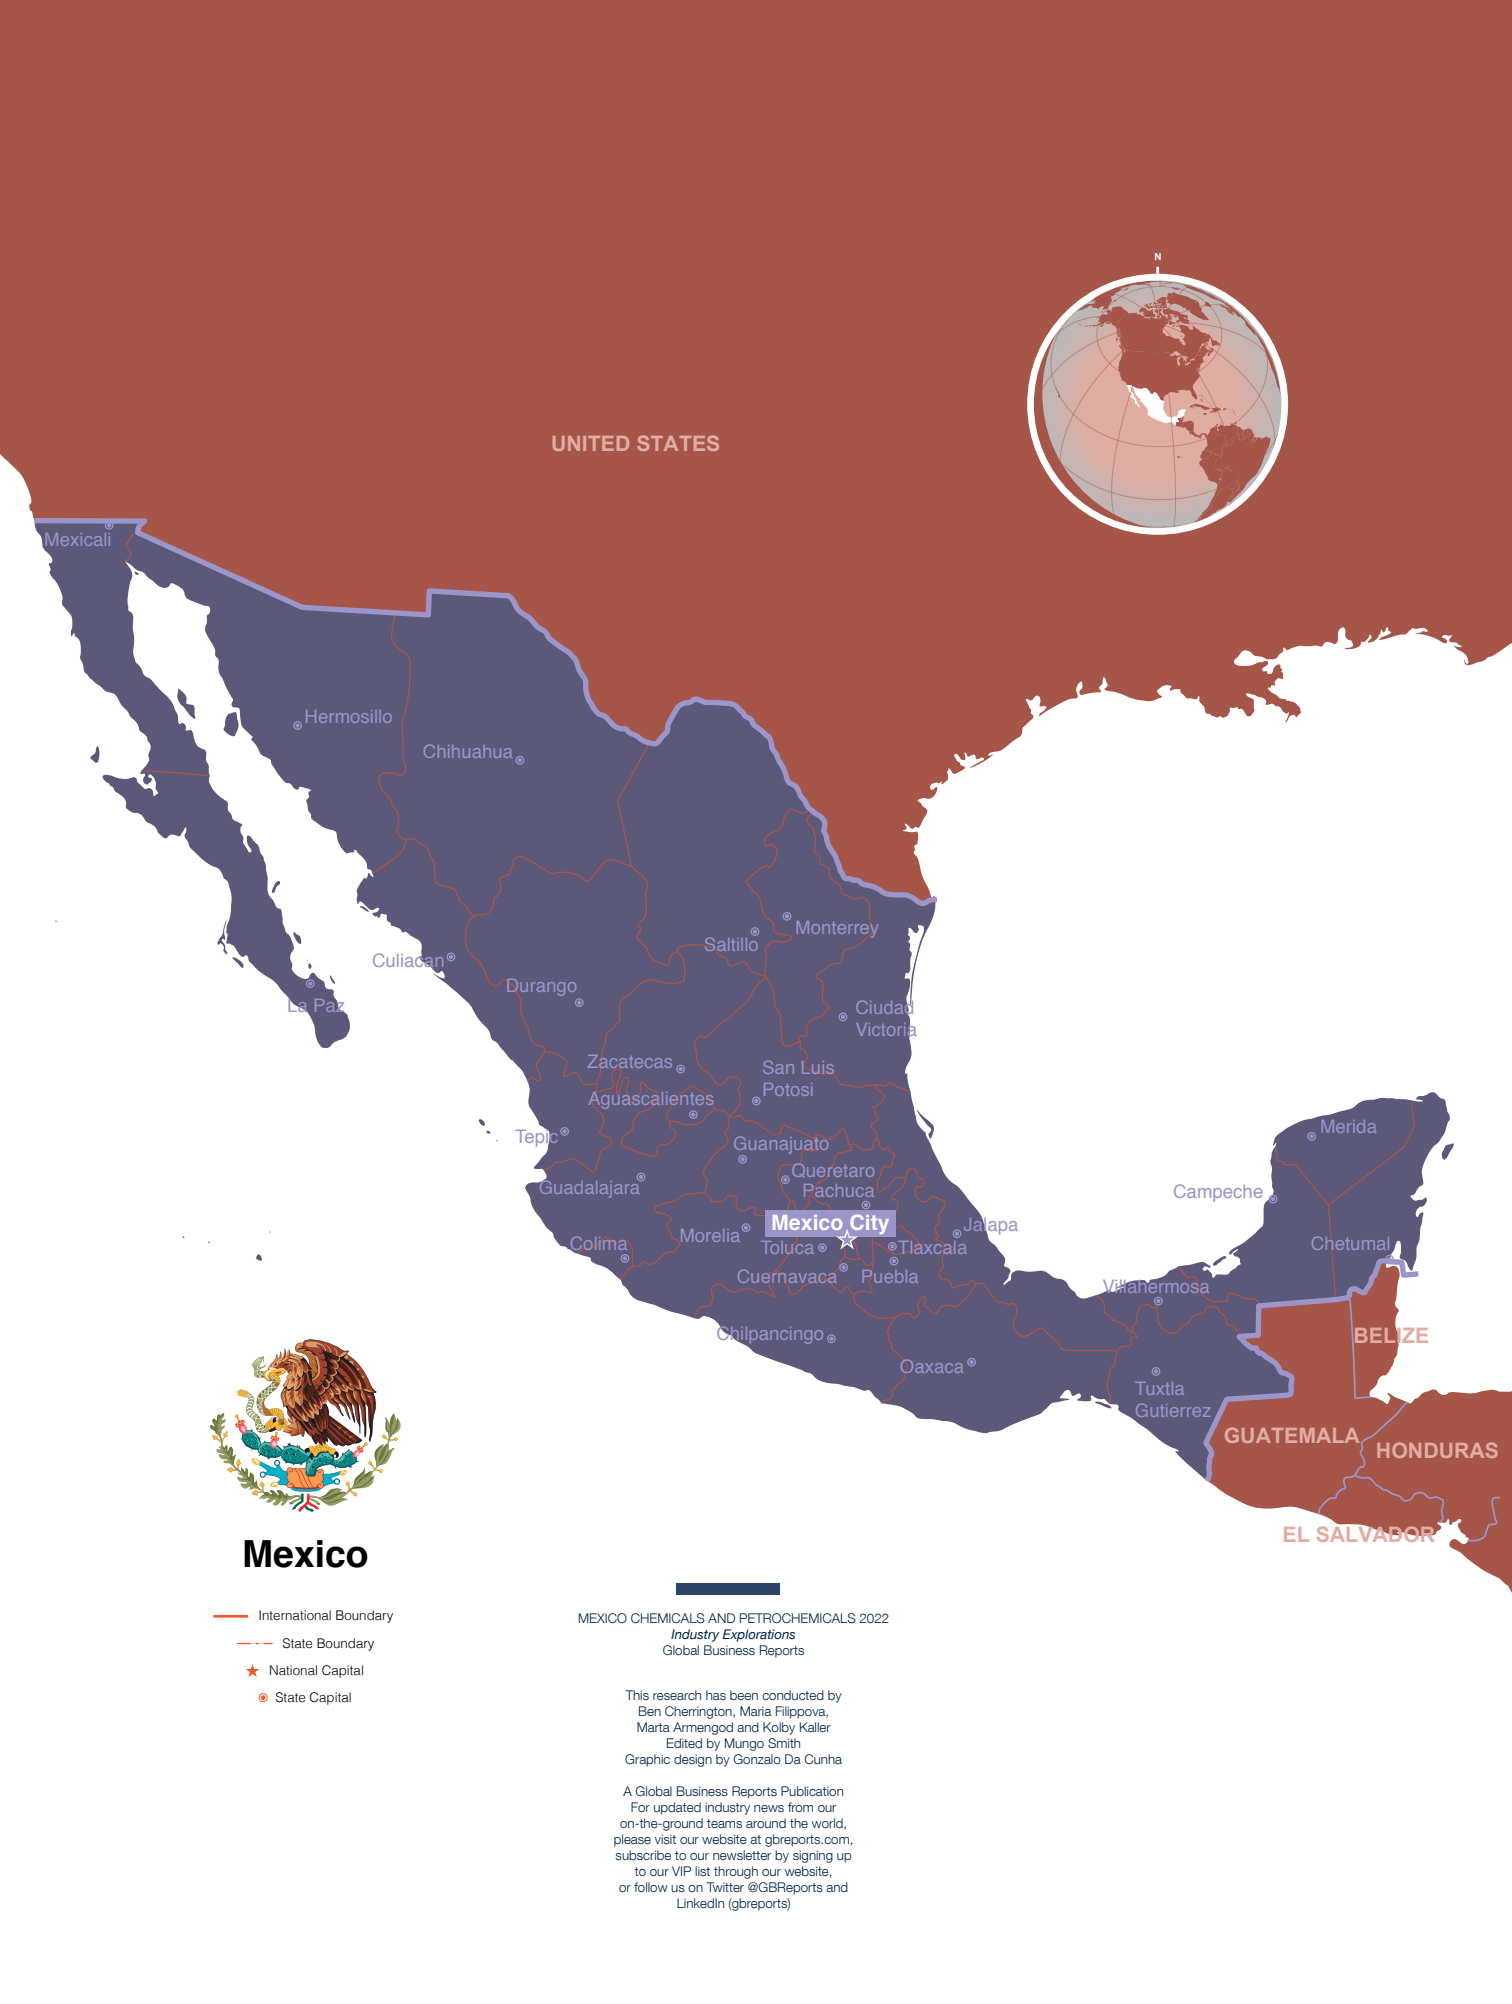 N
UNITED STATES
Mexicali
Hermosillo
Chihuahua
Monterrey
Saltillo
Culiacan
Durango
La Paz
Ciudad
Victoria
Zacatecas
San Luis
Potosi
Aguascalientes
Tepic
Guanajuato
Merida
Queretaro
Guadalajara
Pachuca
Campeche
Mexico City
Jalapa
Morelia
Colima
Toluca
Tlaxcala
Chetumal
Cuernavaca
Puebla
Villahermosa
Chilpancingo
BELIZE
Oaxaca
Tuxtla
Gutierrez
GUATEMALA
HONDURAS
EL SALVADOR
Mexico
International Boundary
State Boundary
National Capital
State Capital
MEXICO CHEMICALS AND PETROCHEMICALS 2022
Industry Explorations
Global Business Reports
This research has been conducted by
Ben Cherrington, Maria Filippova,
Marta Armengod and Kolby Kaller
Edited by Mungo Smith
Graphic design by Gonzalo Da Cunha
A Global Business Reports Publication
For updated industry news from our
on-the-ground teams around the world,
please visit our website at gbreports.com,
subscribe to our newsletter by signing up
to our VIP list through our website,
or follow us on Twitter @GBReports and
LinkedIn (gbreports)